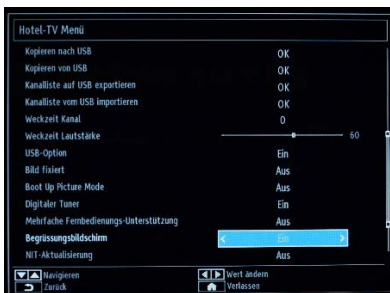 Hotel-TV Menü
Kopieren nach USB OK
Kopieren von USB OK
Kanalliste auf USB exportieren OK
Kanalliste vom USB importieren OK
Weckzeit Kanal 0
Weckzeit Lautstärke 60
USB-Option Ein
Bild fixiert Aus
Boot Up Picture Mode Aus
Digitaler Tuner Ein
Mehrfache Fernbedienungs-Unterstützung Aus
Begrüssungsbildschirm Ein
NIT-Aktualisierung Aus
Navigieren Wert ändern
Zurück Verlassen